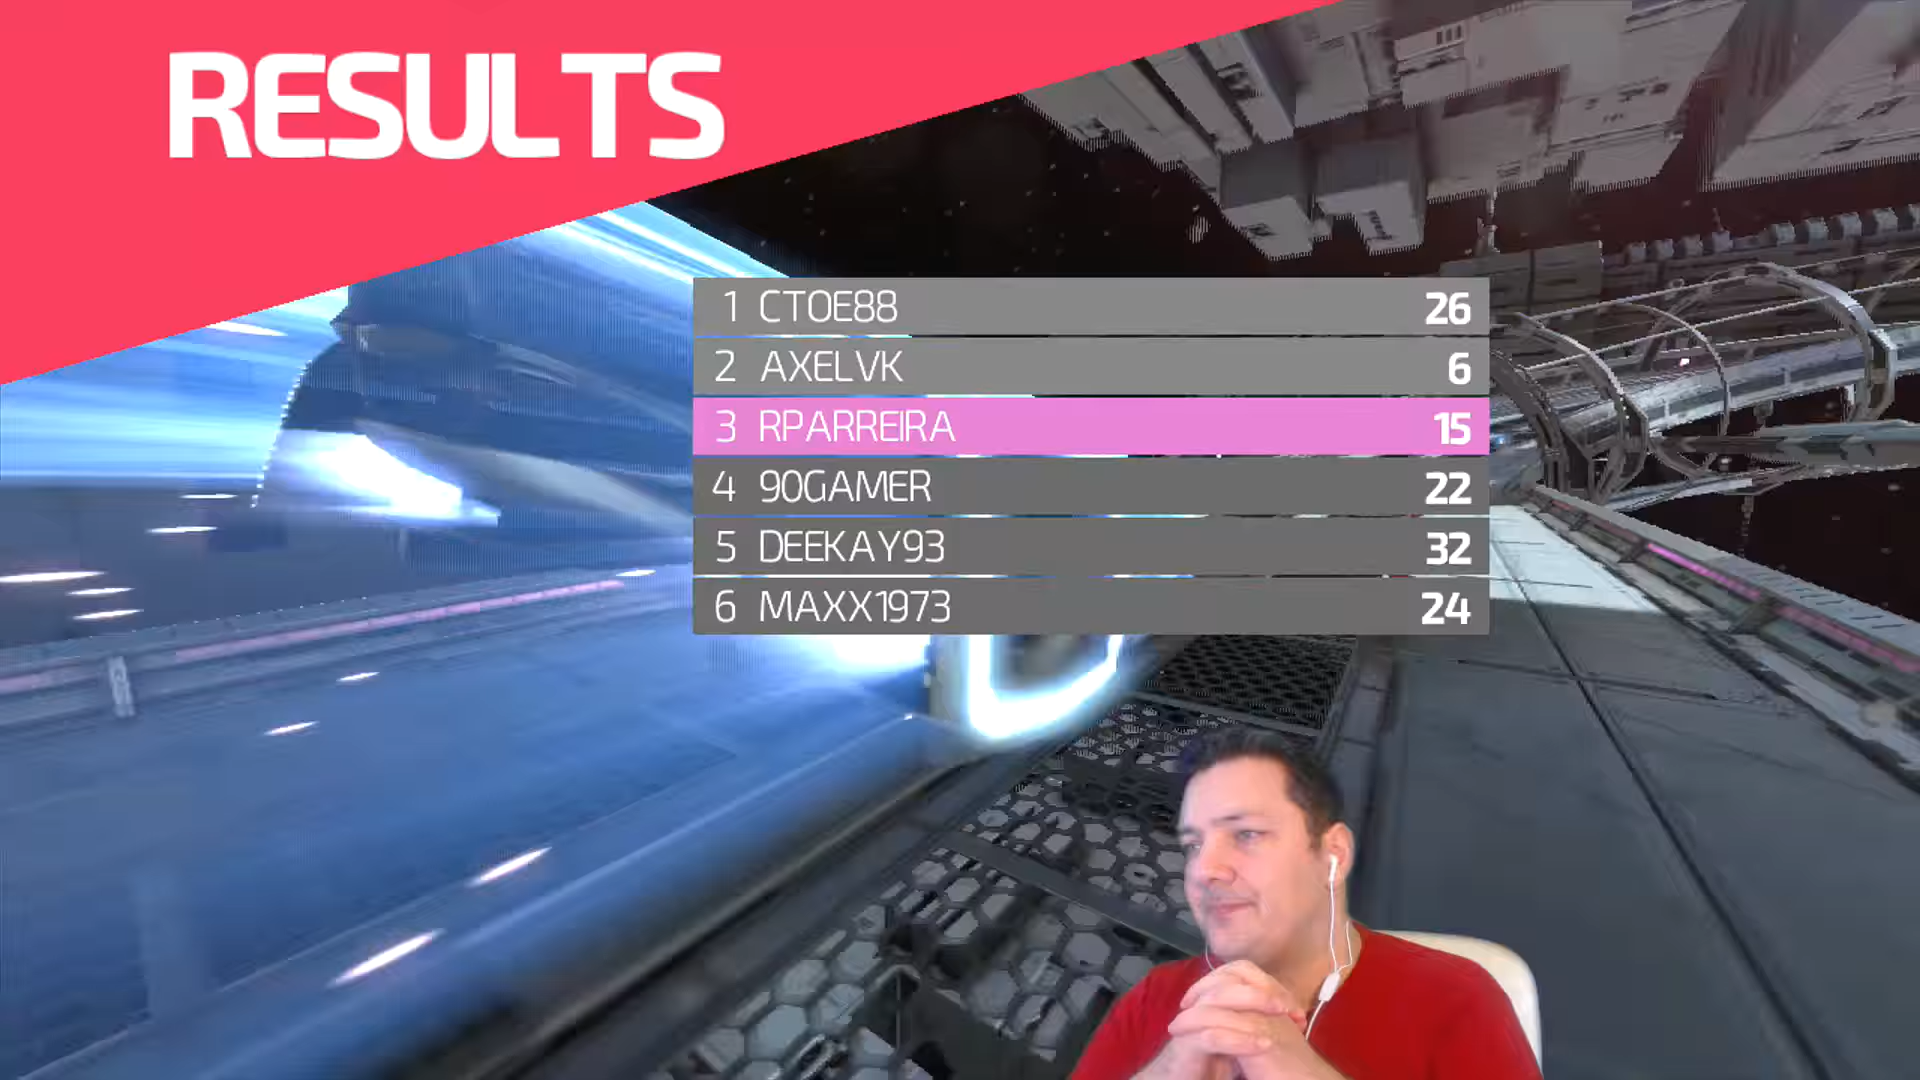 RESULTS
1 CTOE88 26
2 AXELVK 6
3 RPARREIRA 15
4 90GAMER 22
5 DEEKAY93 32
6 MAXX1973 24